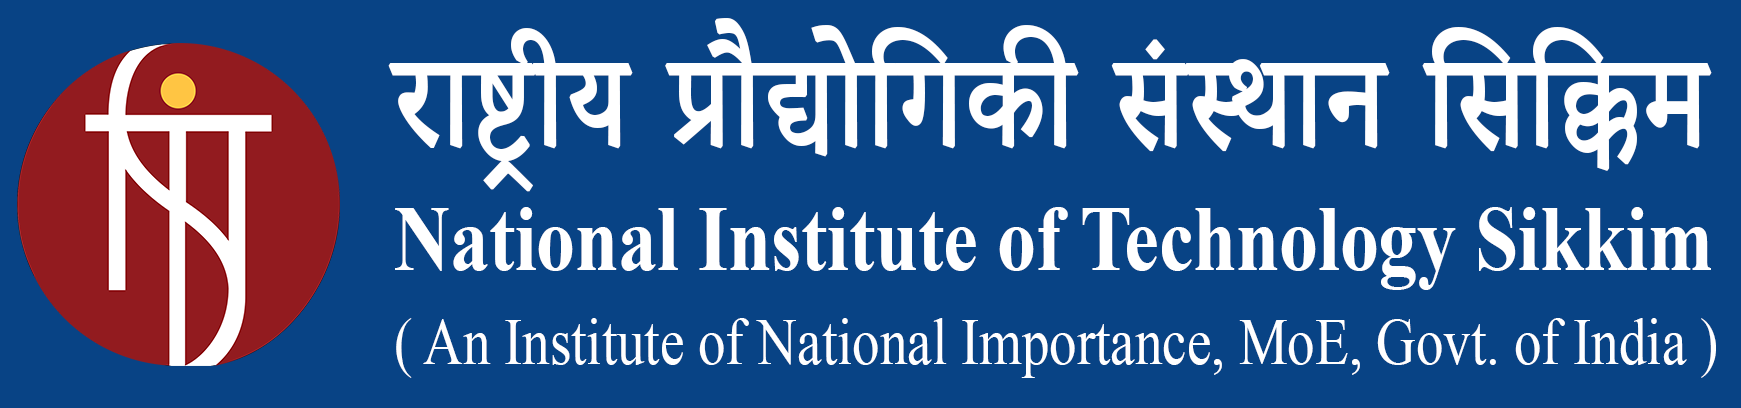 राष्ट्रीय प्रौद्योगिकी संस्थान सिक्किम
National Institute of Technology Sikkim
( An Institute of National Importance, MoE, Govt. of India )